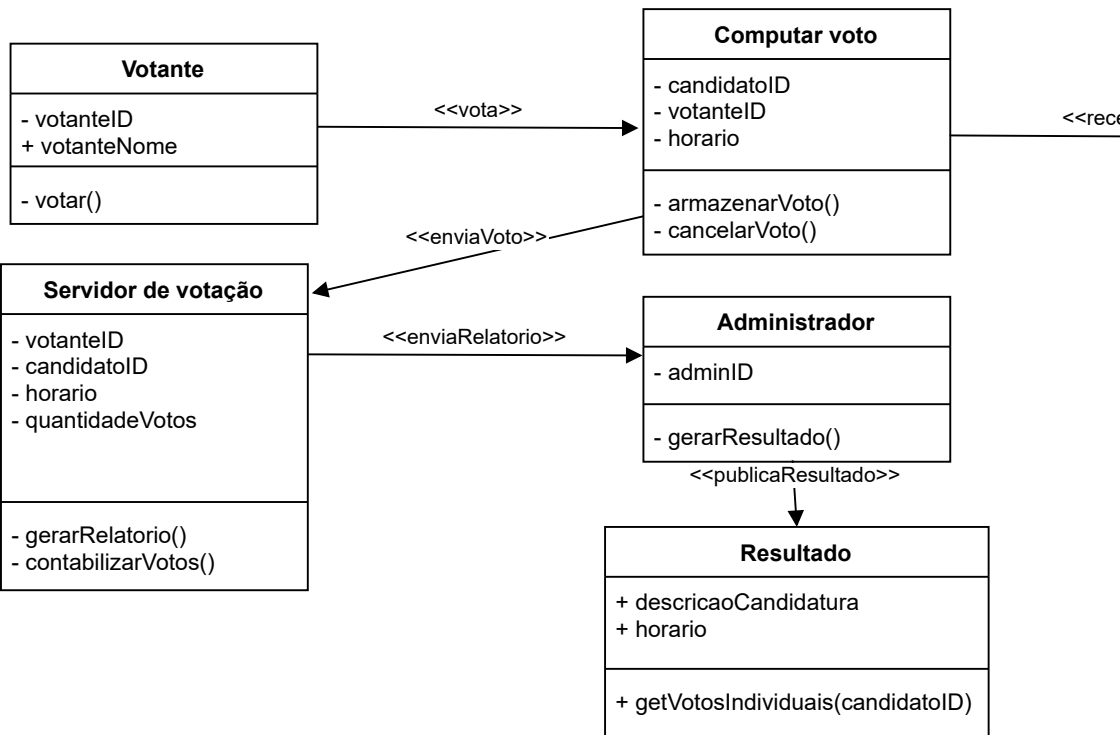 Votante
- votanteID
+ votanteNome
- votar()
<<vota>>
Computar voto
- candidatoID
- votanteID
- horario
- armazenarVoto()
- cancelarVoto()
<<enviaVoto>>
Servidor de votação
- votanteID
- candidatoID
- horario
- quantidadeVotos
- gerarRelatorio()
- contabilizarVotos()
<<enviaRelatorio>>
Administrador
- adminID
- gerarResultado()
<<publicaResultado>>
Resultado
+ descricaoCandidatura
+ horario
+ getVotosIndividuais(candidatoID)